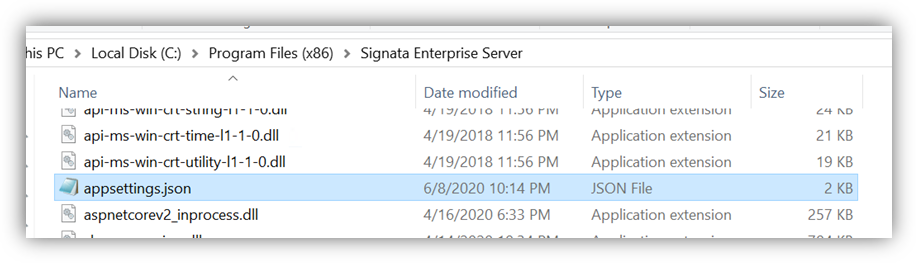 his PC > Local Disk (C:) > Program Files (x86) > Signata Enterprise Server
Name Date modified Type Size
api-ms-win-crt-string-l1-1-0.dll 4/19/2018 11:56 PM Application extension 24 KB
api-ms-win-crt-time-l1-1-0.dll 4/19/2018 11:56 PM Application extension 21 KB
api-ms-win-crt-utility-l1-1-0.dll 4/19/2018 11:56 PM Application extension 19 KB
appsettings.json 6/8/2020 10:14 PM JSON File 2 KB
aspnetcorev2_inprocess.dll 4/16/2020 6:33 PM Application extension 257 KB